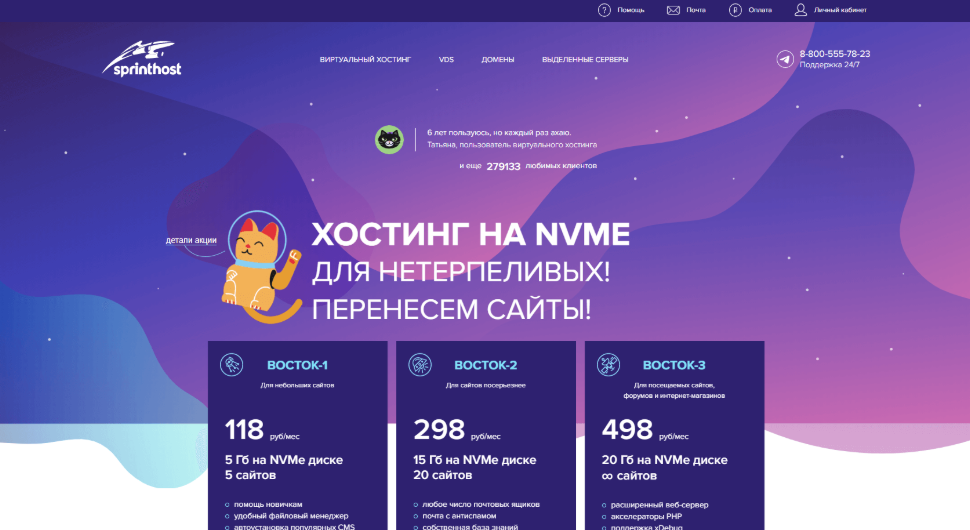 Помощь
Почта
Оплата
Личный кабинет
sprinthost
ВИРТУАЛЬНЫЙ ХОСТИНГ
VDS
ДОМЕНЫ
ВЫДЕЛЕННЫЕ СЕРВЕРЫ
8-800-555-78-23
Поддержка 24/7
6 лет пользуюсь, но каждый раз ахаю.
Татьяна, пользователь виртуального хостинга
и еще 279133 любимых клиентов
детали акции
ХОСТИНГ НА NVME
ДЛЯ НЕТЕРПЕЛИВЫХ!
ПЕРЕНЕСЕМ САЙТЫ!
ВОСТОК-1
Для небольших сайтов
118 руб/мес
5 Гб на NVMe диске
5 сайтов
помощь новичкам
удобный файловый менеджер
автоустановка популярных CMS
ВОСТОК-2
Для сайтов посерьезнее
298 руб/мес
15 Гб на NVMe диске
20 сайтов
любое число почтовых ящиков
почта с антиспамом
собственная база знаний
ВОСТОК-3
Для посещаемых сайтов,
форумов и интернет-магазинов
498 руб/мес
20 Гб на NVMe диске
∞ сайтов
расширенный веб-сервер
акселераторы PHP
поддержка xDebug